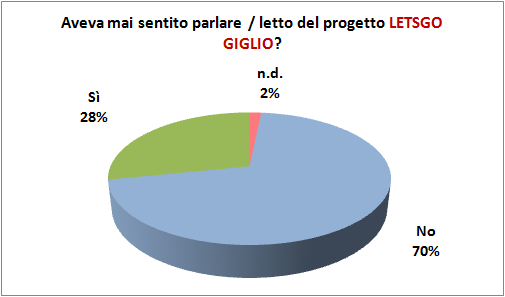 Aveva mai sentito parlare / letto del progetto LETSGO
GIGLIO?
n.d.
2%
Sì
28%
No
70%